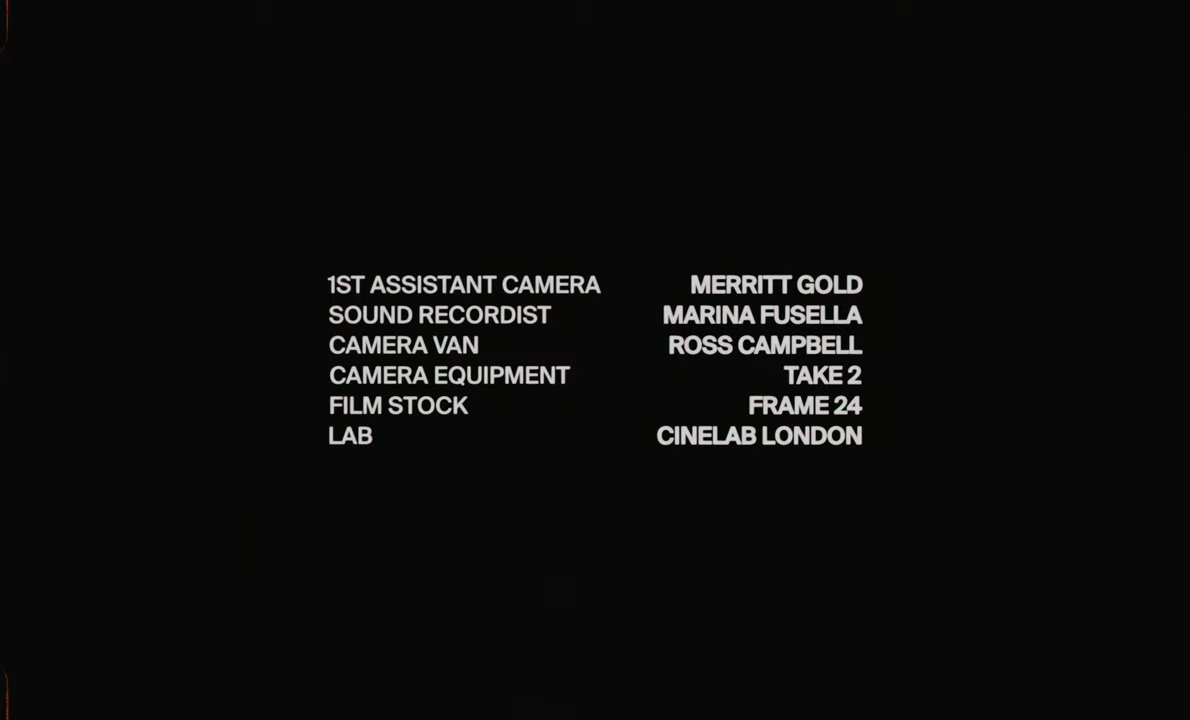 1ST ASSISTANT CAMERA MERRITT GOLD
SOUND RECORDIST MARINA FUSELLA
CAMERA VAN ROSS CAMPBELL
CAMERA EQUIPMENT TAKE 2
FILM STOCK FRAME 24
LAB CINELAB LONDON